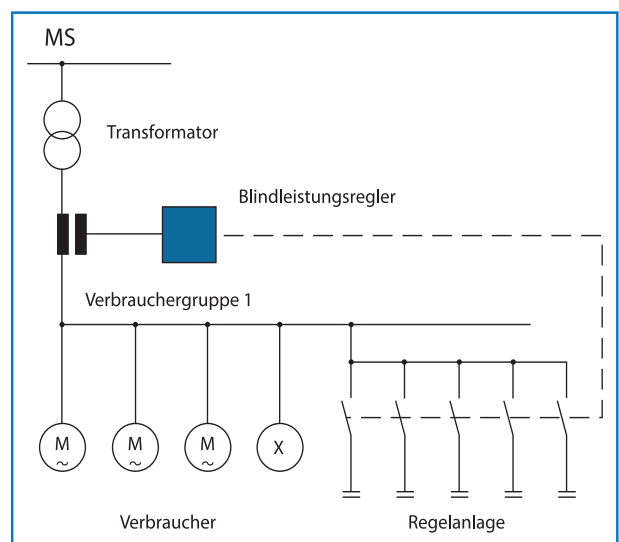 MS
Transformator
Blindleistungsregler
Verbrauchergruppe 1
M
~
M
~
M
~
X
Verbraucher
Regelanlage